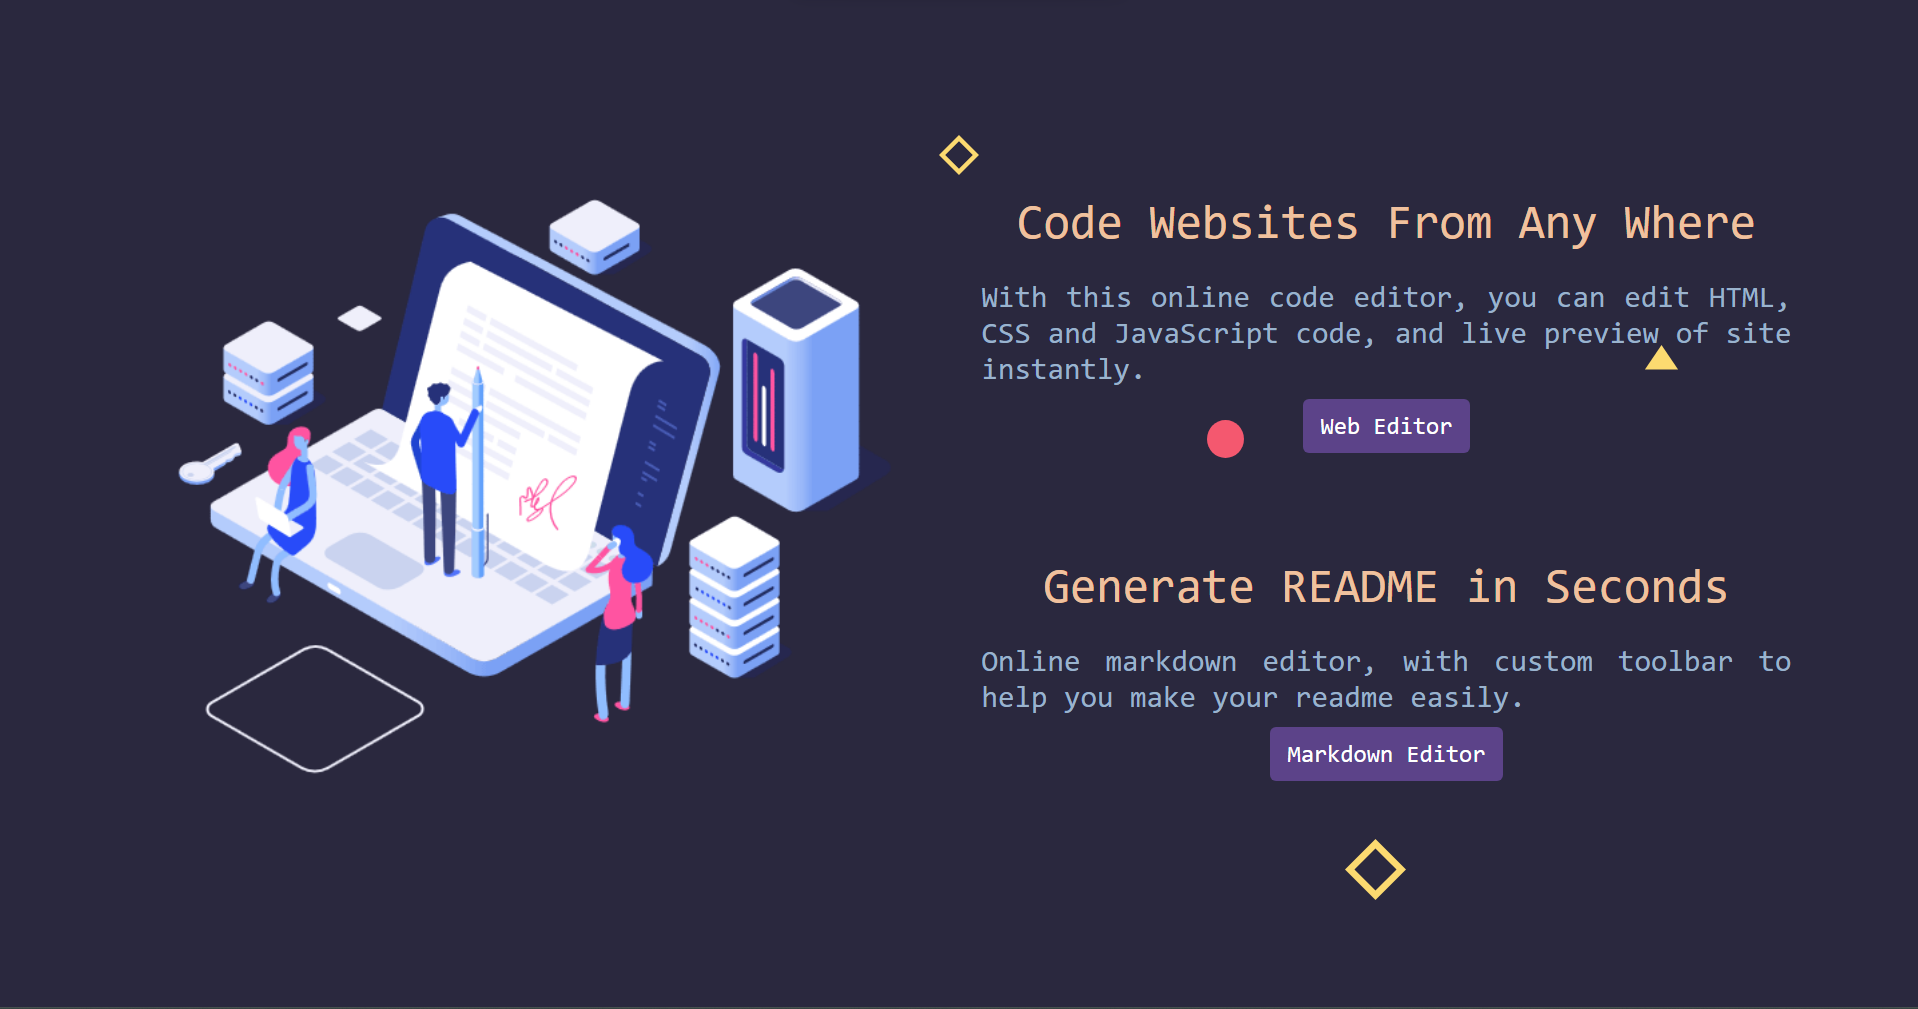 Code Websites From Any Where
With this online code editor, you can edit HTML,
CSS and JavaScript code, and live preview of site
instantly.
Web Editor
Generate README in Seconds
Online markdown editor, with custom toolbar to
help you make your readme easily.
Markdown Editor